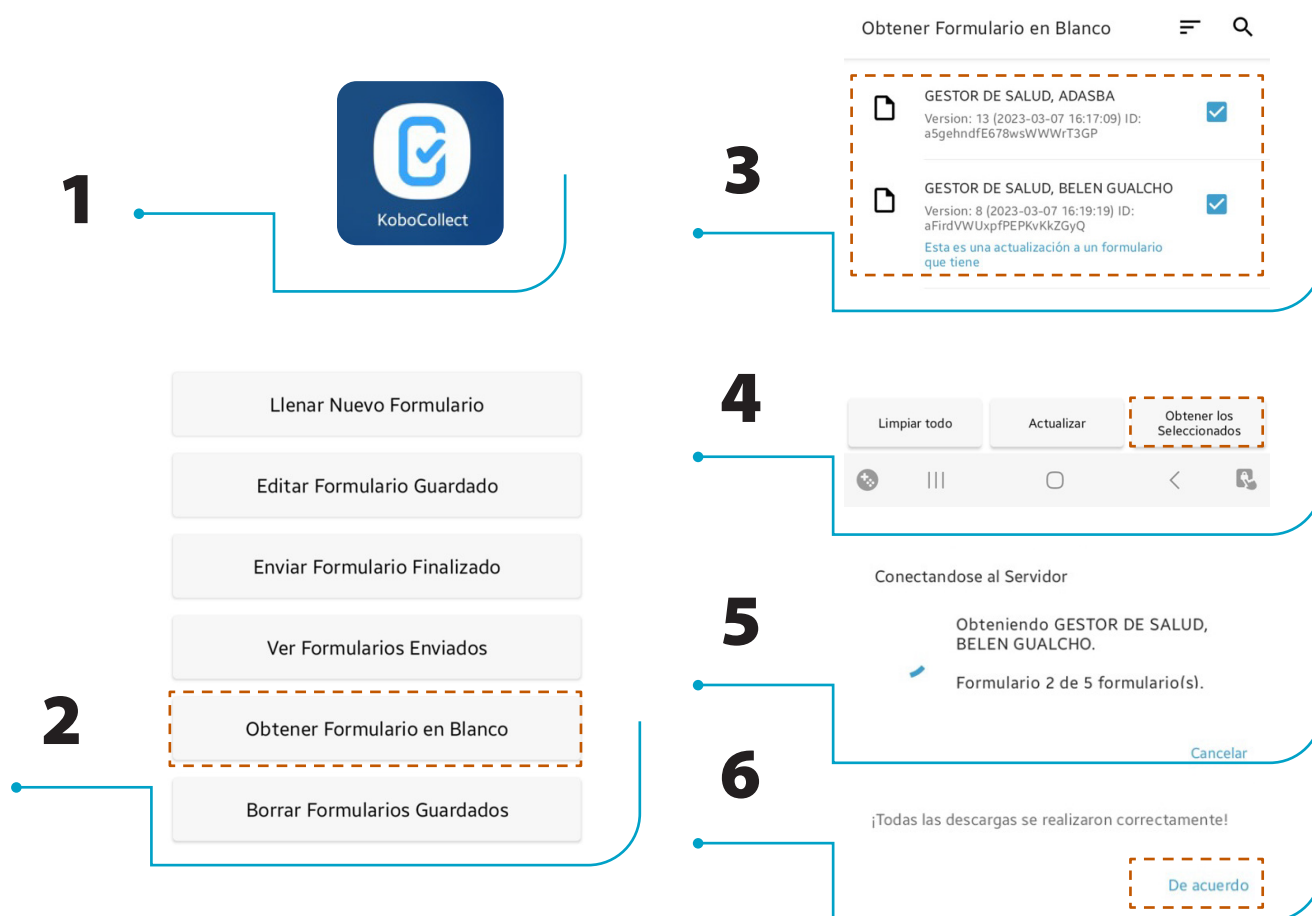 1
KoboCollect
2
Llenar Nuevo Formulario
Editar Formulario Guardado
Enviar Formulario Finalizado
Ver Formularios Enviados
Obtener Formulario en Blanco
Borrar Formularios Guardados
3
Obtener Formulario en Blanco
GESTOR DE SALUD, ADASBA
Version: 13 (2023-03-07 16:17:09) ID:
a5gehndfE678wsWWWrT3GP
GESTOR DE SALUD, BELEN GUALCHO
Version: 8 (2023-03-07 16:19:19) ID:
aFirdVWUxpfPEPKvKkZGyQ
Esta es una actualización a un formulario
que tiene
4
Limpiar todo
Actualizar
Obtener los
Seleccionados
5
Conectandose al Servidor
Obteniendo GESTOR DE SALUD,
BELEN GUALCHO.
Formulario 2 de 5 formulario(s).
Cancelar
6
¡Todas las descargas se realizaron correctamente!
De acuerdo